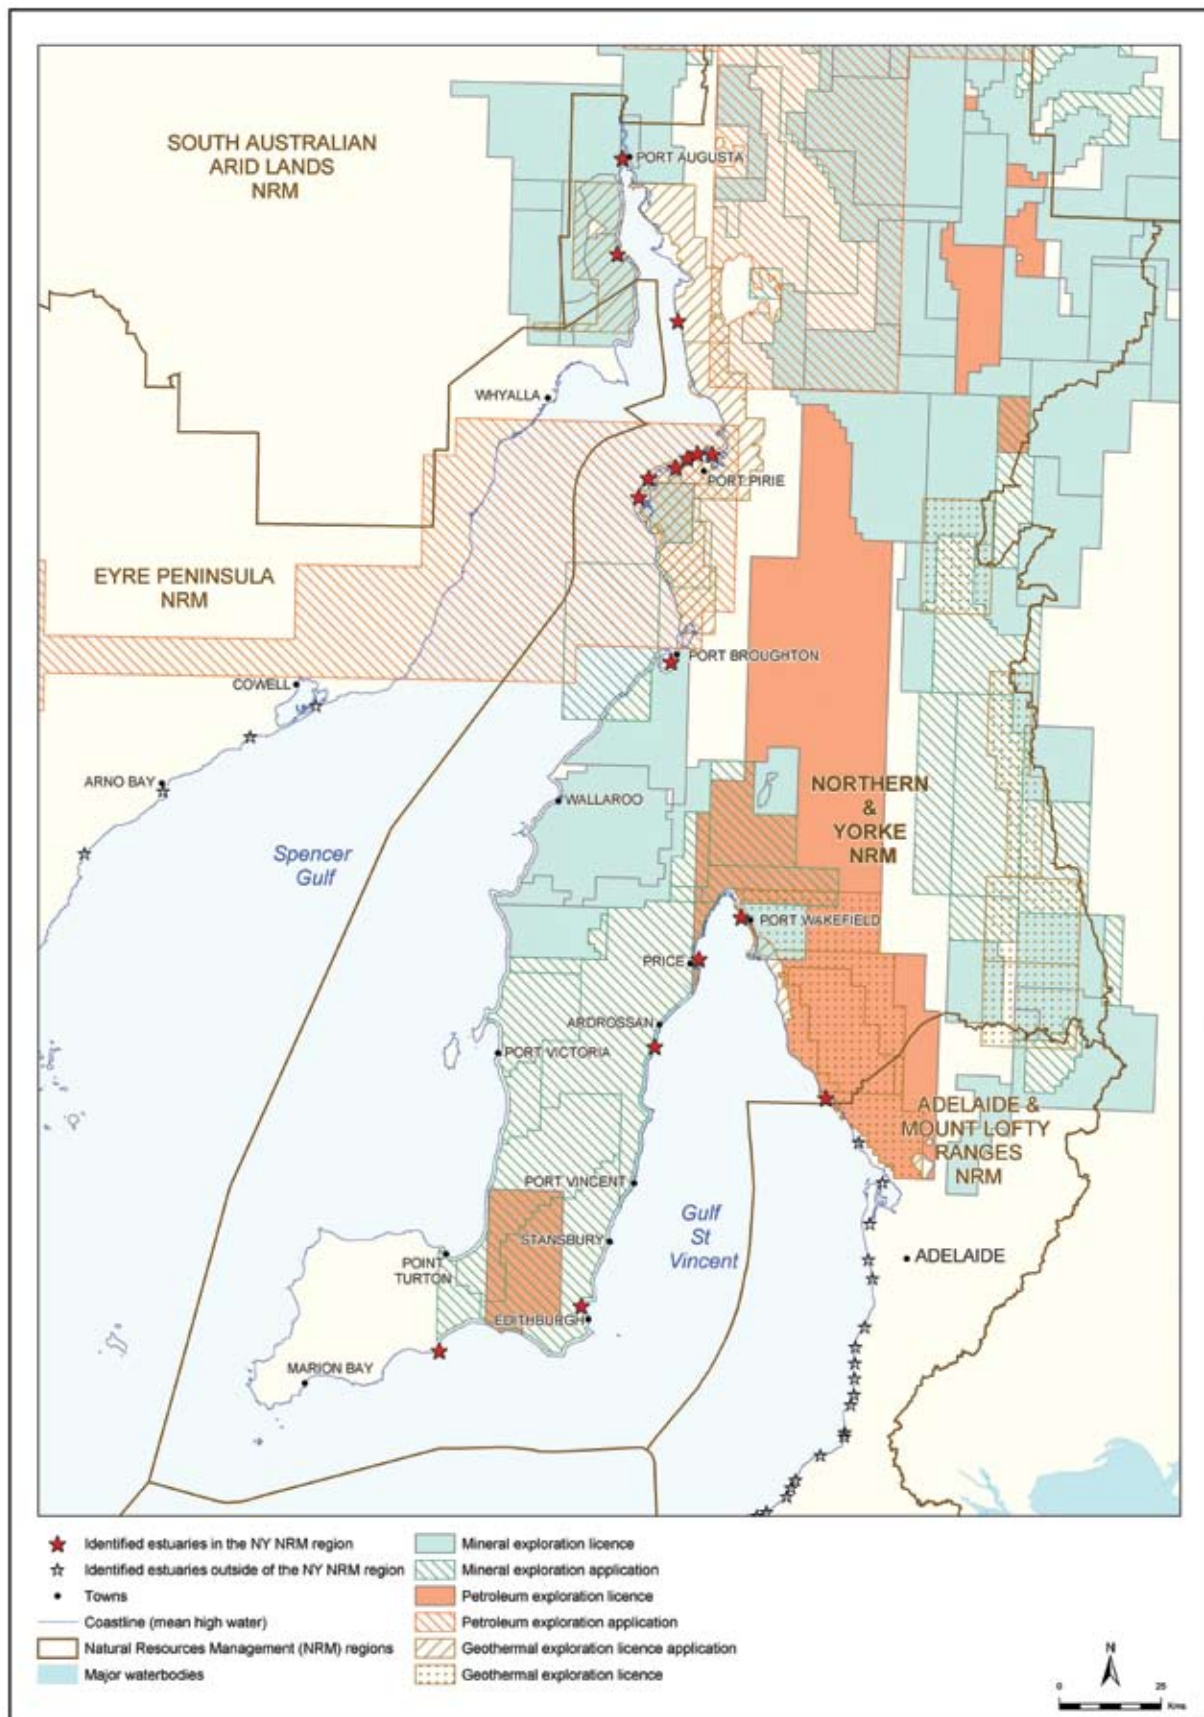 SOUTH AUSTRALIAN
ARID LANDS
NRM
PORT AUGUSTA
WHYALLA
PORT PIRIE
EYRE PENINSULA
NRM
PORT BROUGHTON
COWELL
ARNO BAY
WALLAROO
NORTHERN
&
YORKE
NRM
Spencer
Gulf
PORT WAKEFIELD
PRICE
ARDROSSAN
PORT VICTORIA
ADELAIDE &
MOUNT LOFTY
RANGES
NRM
PORT VINCENT
Gulf
St
Vincent
STANSBURY
ADELAIDE
POINT
TURTON
EDITHBURGH
MARION BAY
Identified estuaries in the NY NRM region
Identified estuaries outside of the NY NRM region
Towns
Coastline (mean high water)
Natural Resources Management (NRM) regions
Major waterbodies
Mineral exploration licence
Mineral exploration application
Petroleum exploration licence
Petroleum exploration application
Geothermal exploration licence application
Geothermal exploration licence
N
0 25
Kms